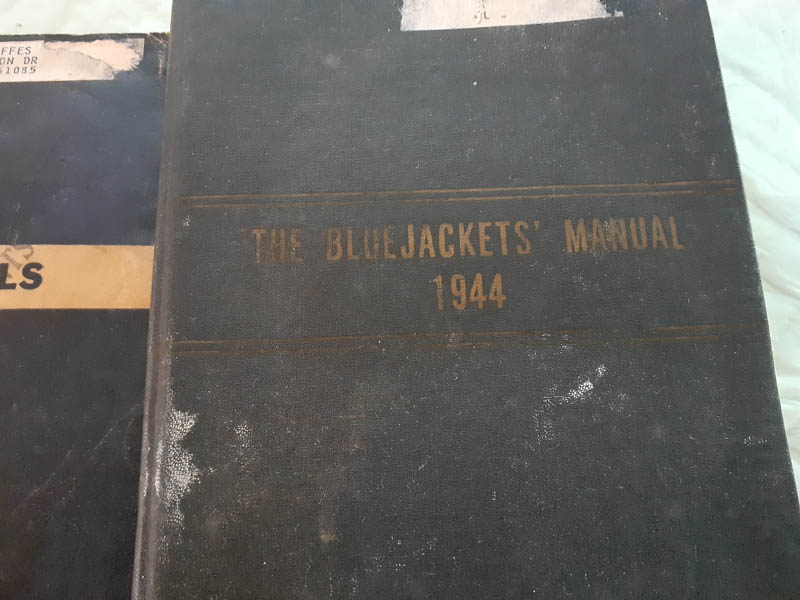 FFES
ON DR
51085
LS
THE BLUEJACKETS' MANUAL
1944